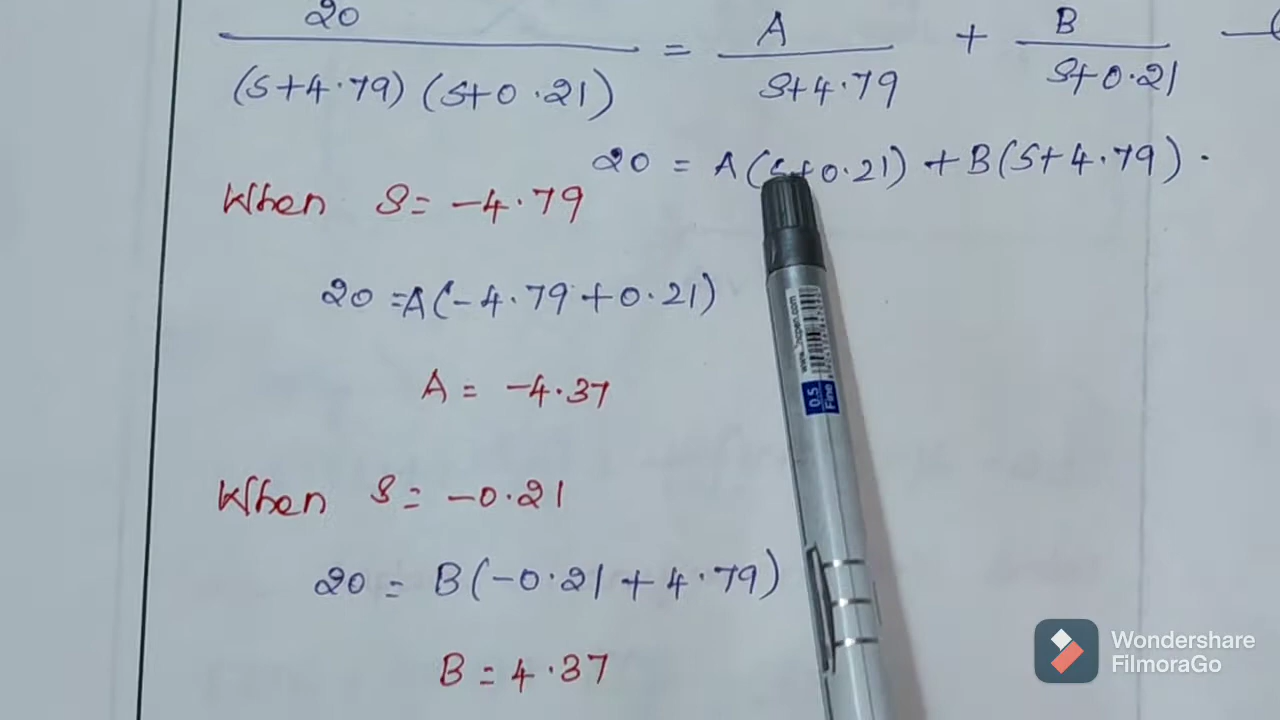 20
(S+4.79) (S+0.21) = A/S+4.79 + B/S+0.21
20 = A(S+0.21) + B(S+4.79)
When S = -4.79
20 = A(-4.79 + 0.21)
A = -4.37
When S = -0.21
20 = B(-0.21 + 4.79)
B = 4.37
0.5 Fine
Wondershare
FilmoraGo